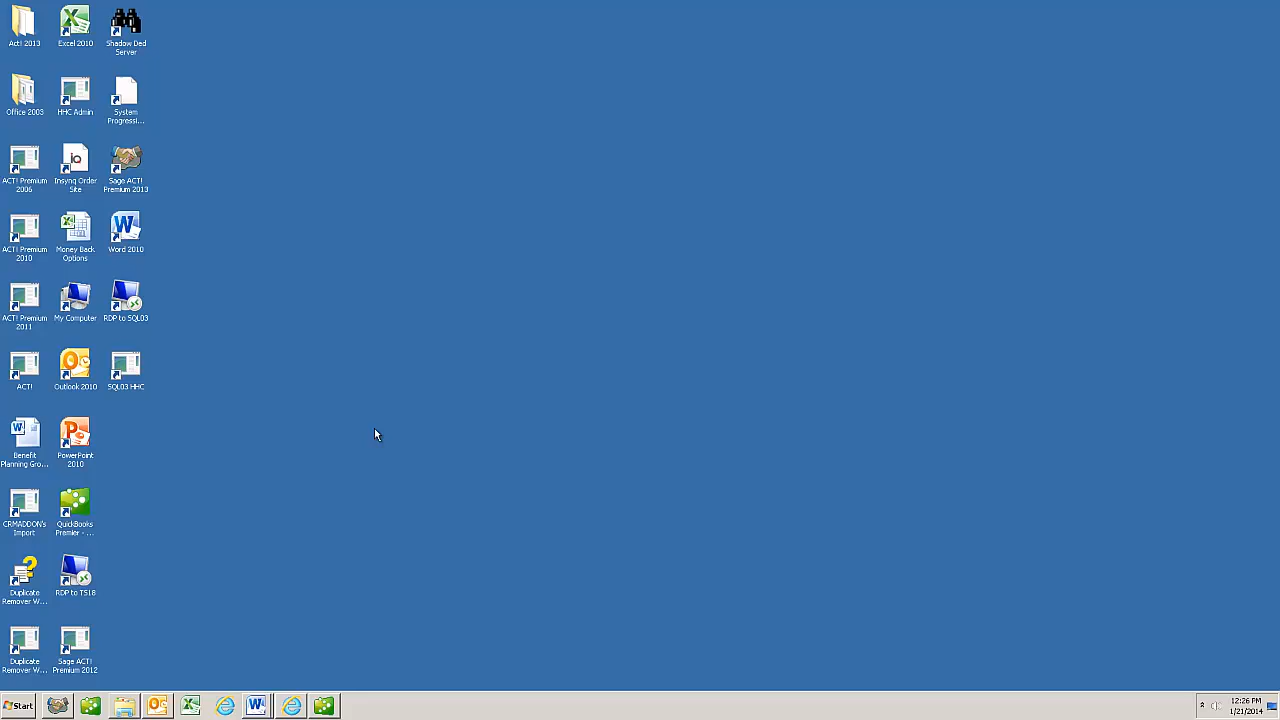 Act! 2013
Excel 2010
Shadow Ded
Server
Office 2003
HHC Admin
System
Progressi...
ACT! Premium
2006
Insynq Order
Site
Sage ACT!
Premium 2013
ACT! Premium
2010
Money Back
Options
Word 2010
ACT! Premium
2011
My Computer
RDP to SQL03
ACT!
Outlook 2010
SQL03 HHC
Benefit
Planning Gro...
PowerPoint
2010
CRMADDON's
Import
QuickBooks
Premier - ...
Duplicate
Remover W...
RDP to TS18
Duplicate
Remover W...
Sage ACT!
Premium 2012
Start
12:26 PM
1/21/2014